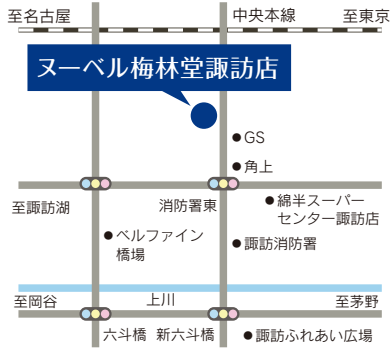 至名古屋
中央本線
至東京
ヌーベル梅林堂諏訪店
GS
角上
至諏訪湖
消防署東
綿半スーパー
センター諏訪店
ベルファイン
橋場
諏訪消防署
至岡谷
上川
至茅野
六斗橋
新六斗橋
諏訪ふれあい広場